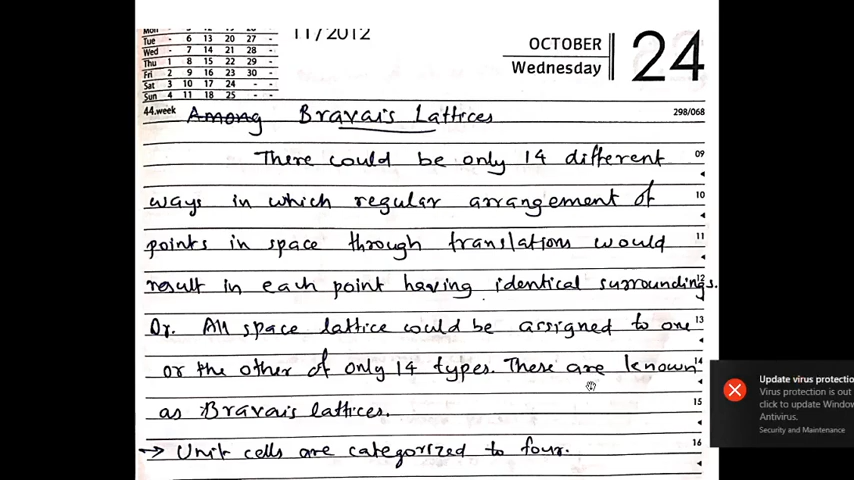 11/2012
OCTOBER
Wednesday
24
Tue - 6 13 20 27 -
Wed - 7 14 21 28 -
Thu 1 8 15 22 29 -
Fri 2 9 16 23 30 -
Sat 3 10 17 24 - -
Sun 4 11 18 25 - -
44.week
Among Bravais Lattices
298/068
There could be only 14 different 09
ways in which regular arrangement of 10
points in space through translations would 11
result in each point having identical surroundings. 12
Or. All space lattice could be assigned to one 13
or the other of only 14 types. These are known 14
as Bravais lattices. 15
→ Unit cells are categorized to four. 16
Update virus protectio
Virus protection is out
click to update Window
Antivirus.
Security and Maintenance